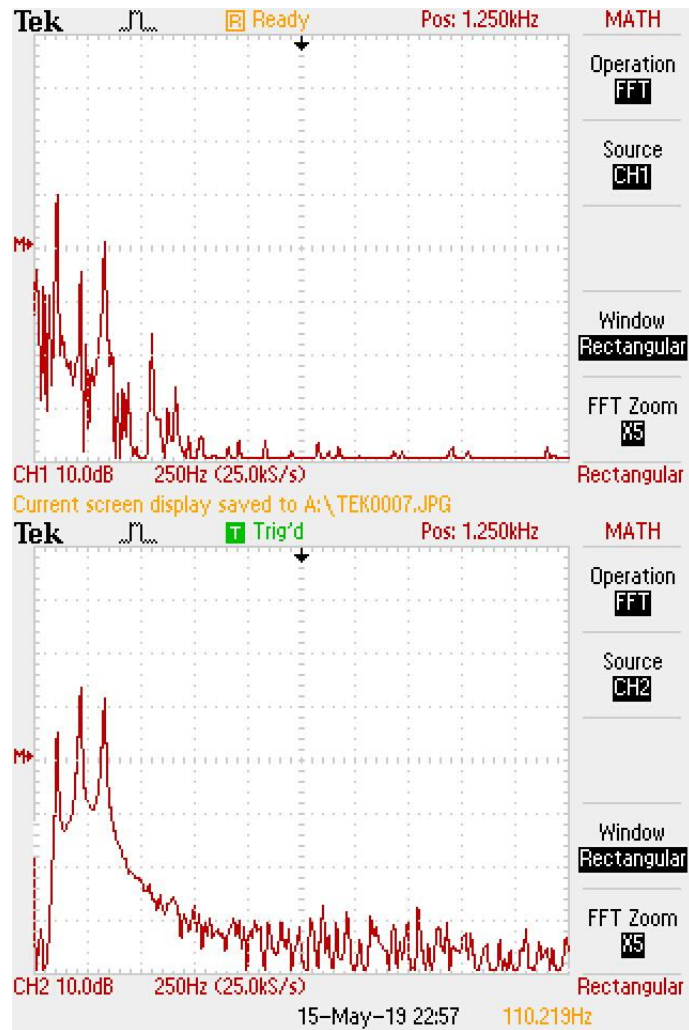 Tek Ready Pos: 1.250kHz MATH
R
Operation
FFT
Source
CH1
M
Window
Rectangular
FFT Zoom
X5
CH1 10.0dB 250Hz (25.0kS/s) Rectangular
Current screen display saved to A:\TEK0007.JPG
Tek T Trig'd Pos: 1.250kHz MATH
Operation
FFT
Source
CH2
M
Window
Rectangular
FFT Zoom
X5
CH2 10.0dB 250Hz (25.0kS/s) Rectangular
15-May-19 22:57 110.219Hz